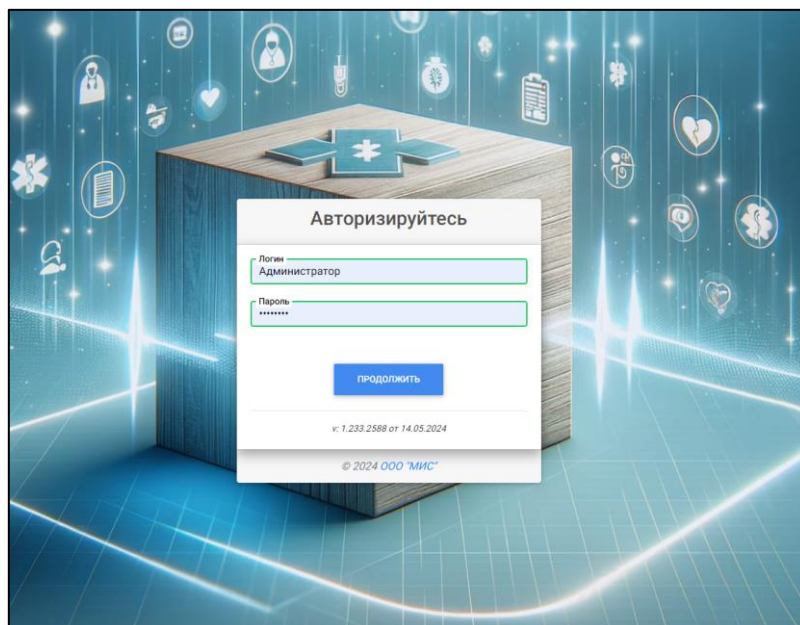 Авторизируйтесь
Логин
Администратор
Пароль
••••••••
ПРОДОЛЖИТЬ
v: 1.233.2588 от 14.05.2024
© 2024 ООО "МИС"